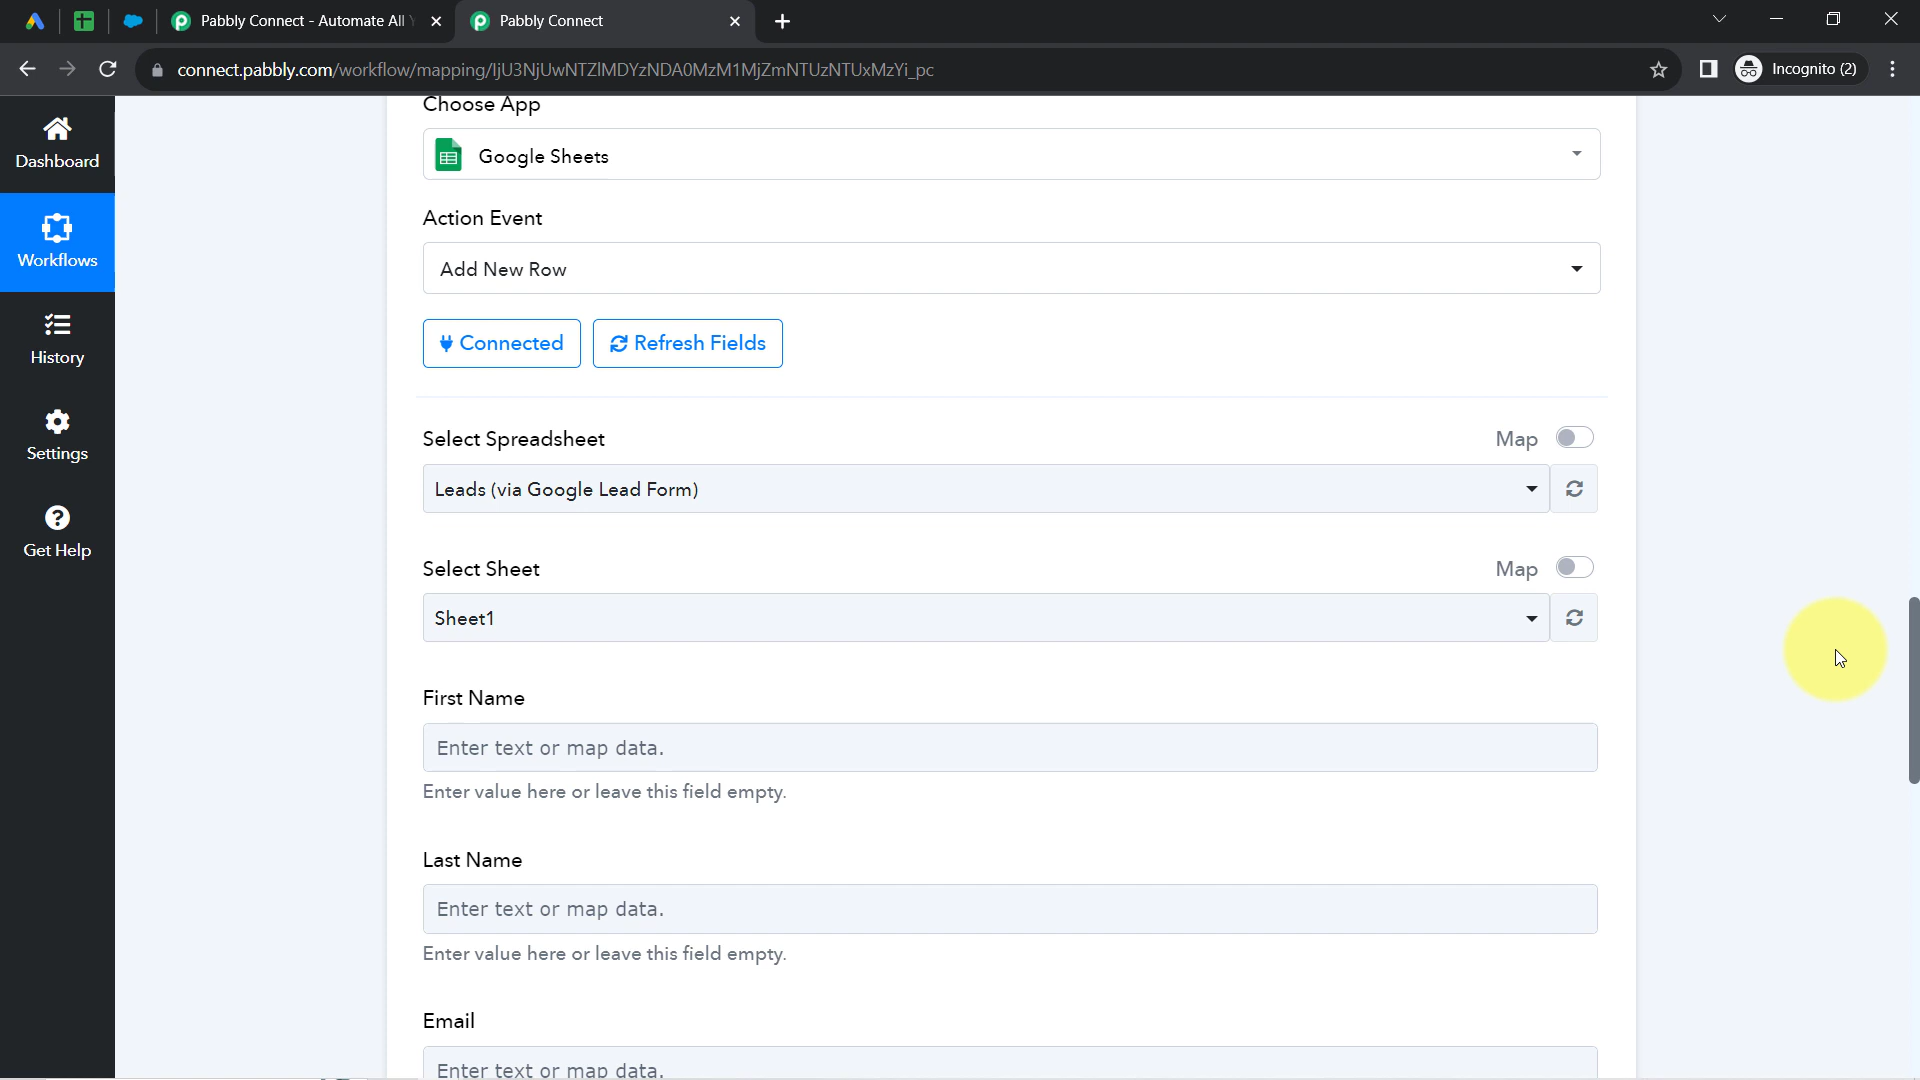 Pabbly Connect - Automate All Y
Pabbly Connect
connect.pabbly.com/workflow/mapping/IjU3NjUwNTZlMDYzNDA0MzM1MjZmNTUzNTUxMzYi_pc
Incognito (2)
Dashboard
Workflows
History
Settings
Get Help
Choose App
Google Sheets
Action Event
Add New Row
Connected
Refresh Fields
Select Spreadsheet
Map
Leads (via Google Lead Form)
Select Sheet
Map
Sheet1
First Name
Enter text or map data.
Enter value here or leave this field empty.
Last Name
Enter text or map data.
Enter value here or leave this field empty.
Email
Enter text or map data.